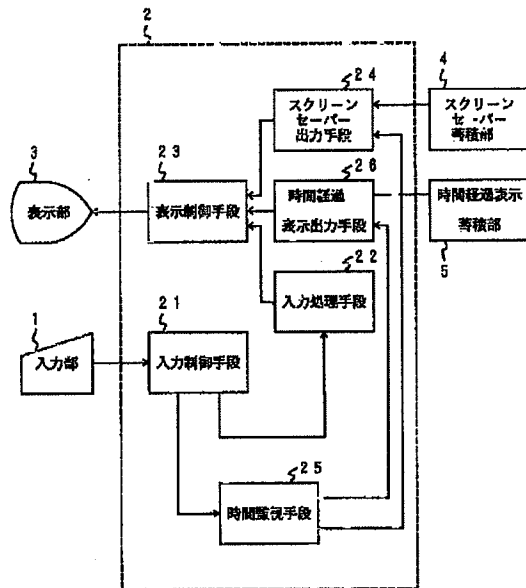 2
24
スクリーン
セーパー
出力手段
4
スクリーン
セーパー
蓄積部
23
表示制御手段
3
表示部
26
時間経過
表示出力手段
時間経過表示
蓄積部
5
22
入力処理手段
21
入力制御手段
1
入力部
25
時間監視手段